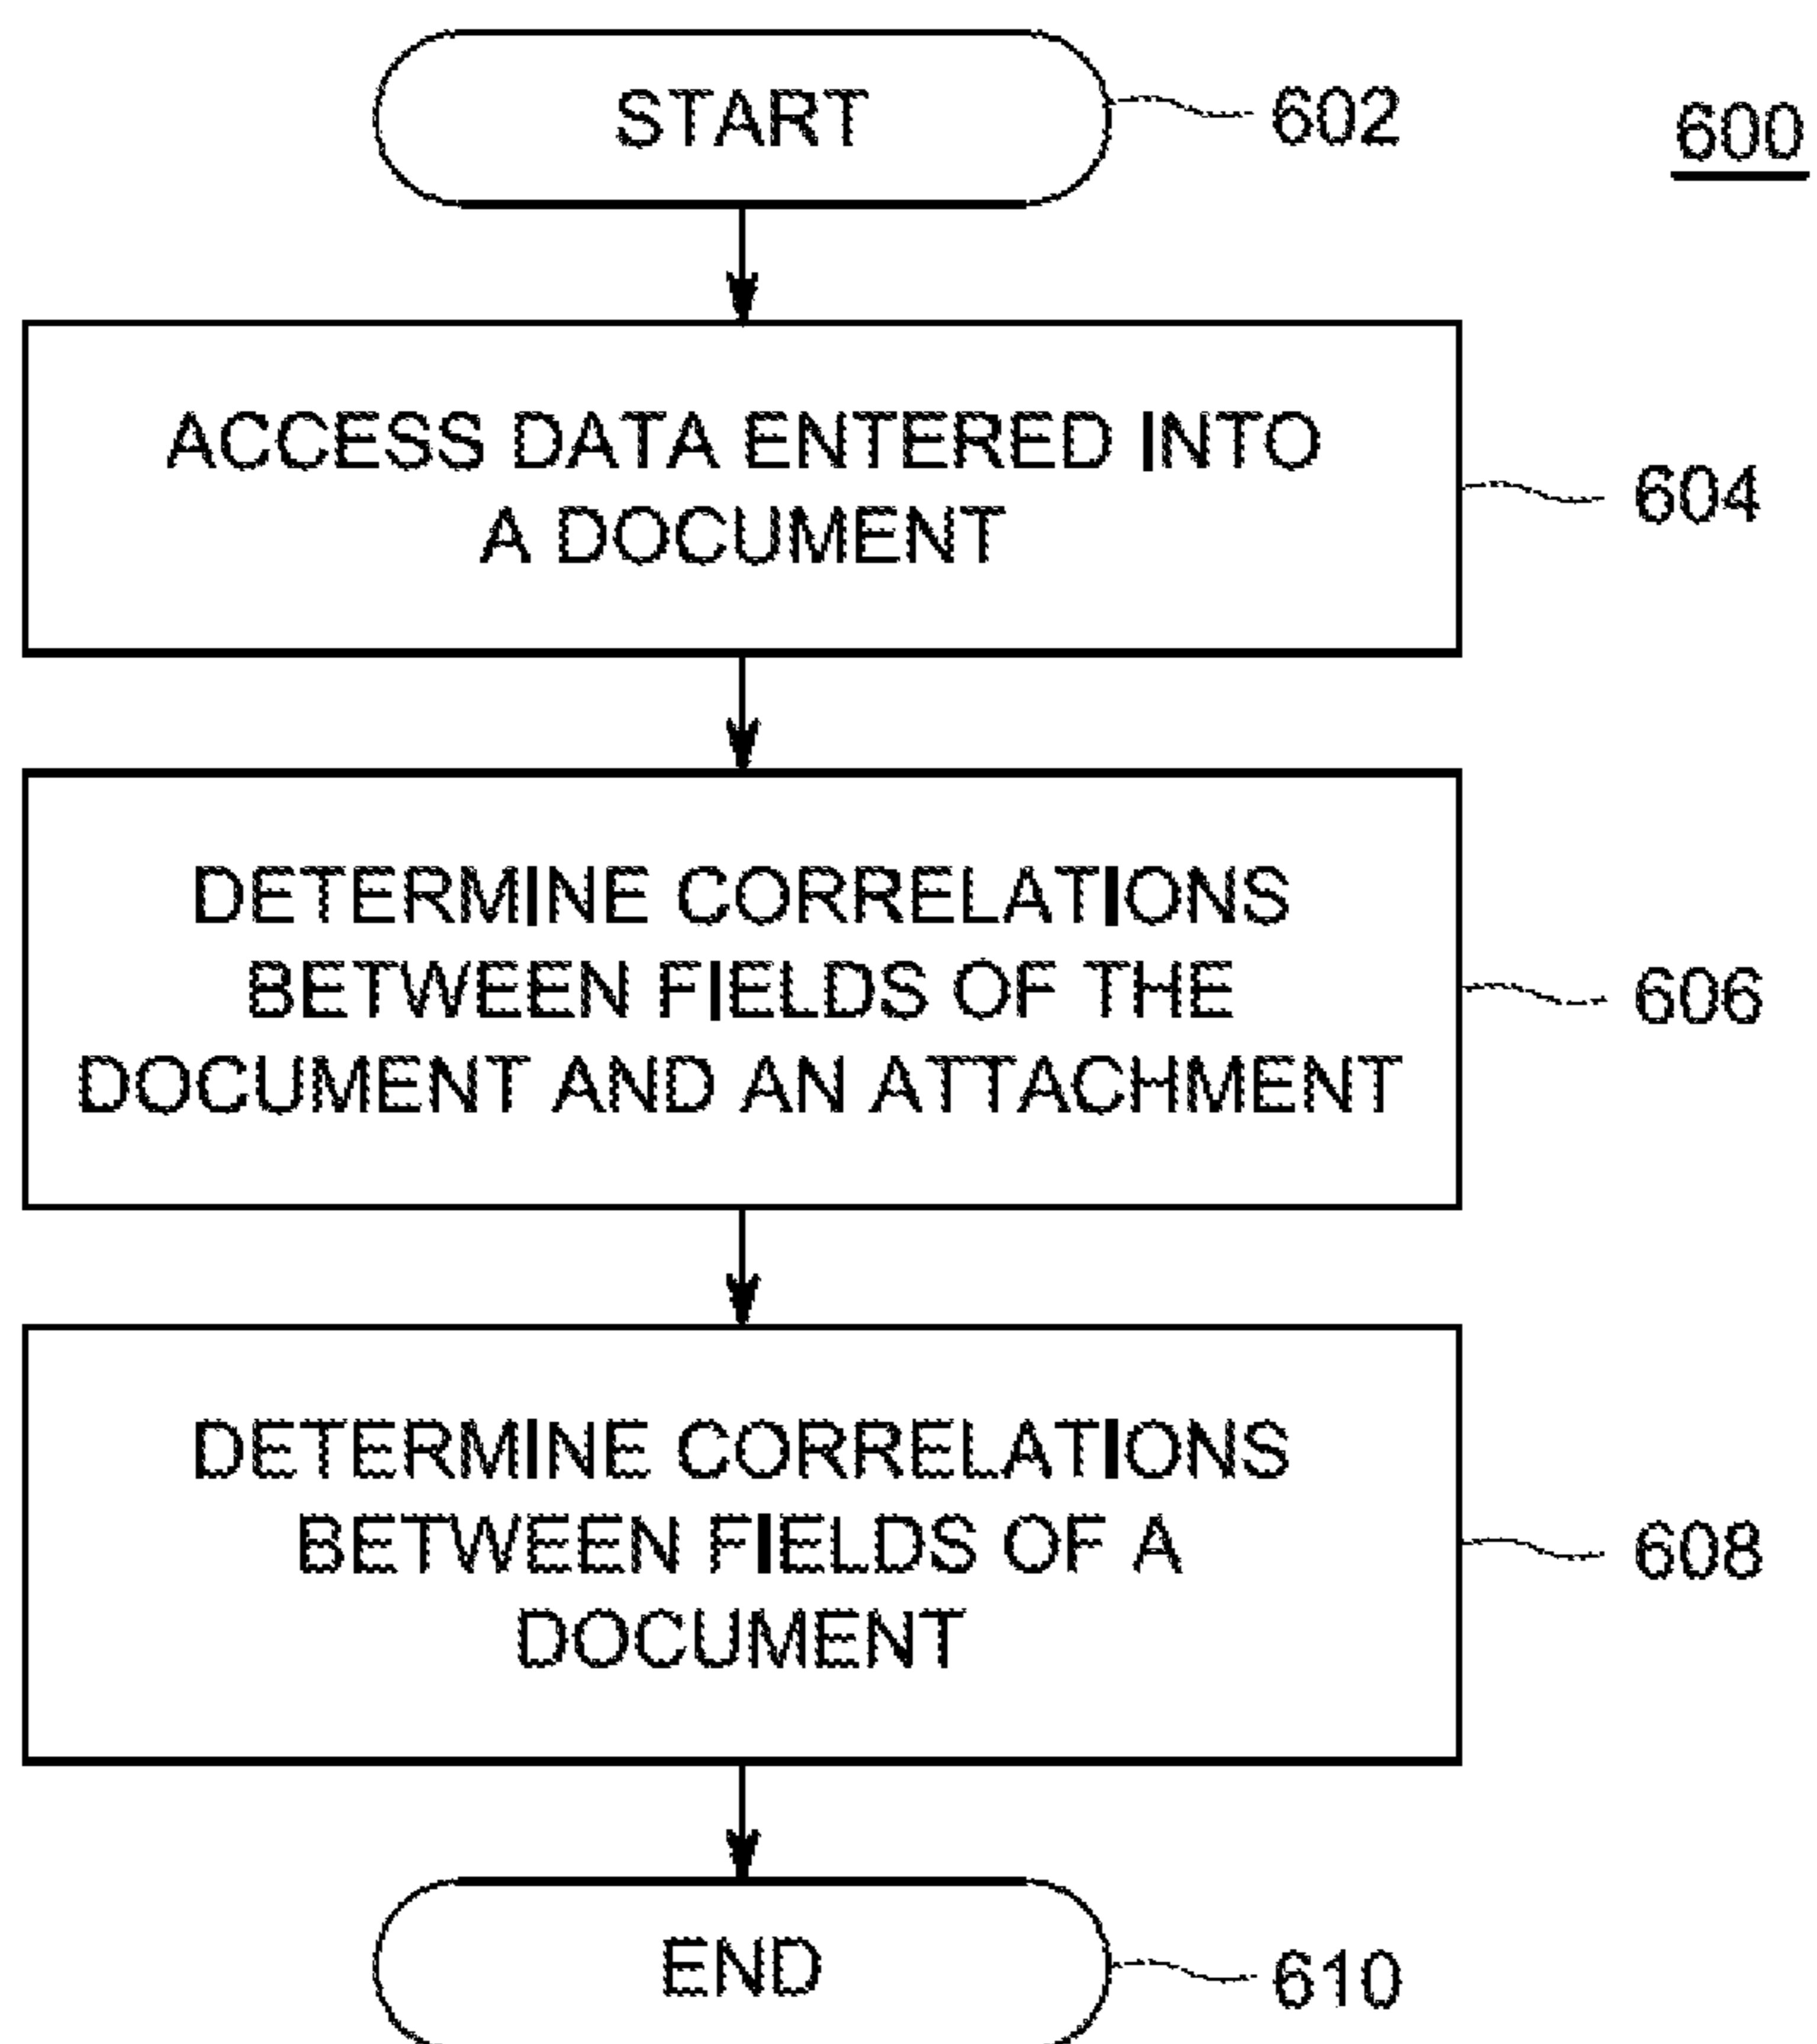 START
602
600
ACCESS DATA ENTERED INTO
A DOCUMENT
604
DETERMINE CORRELATIONS
BETWEEN FIELDS OF THE
DOCUMENT AND AN ATTACHMENT
606
DETERMINE CORRELATIONS
BETWEEN FIELDS OF A
DOCUMENT
608
END
610